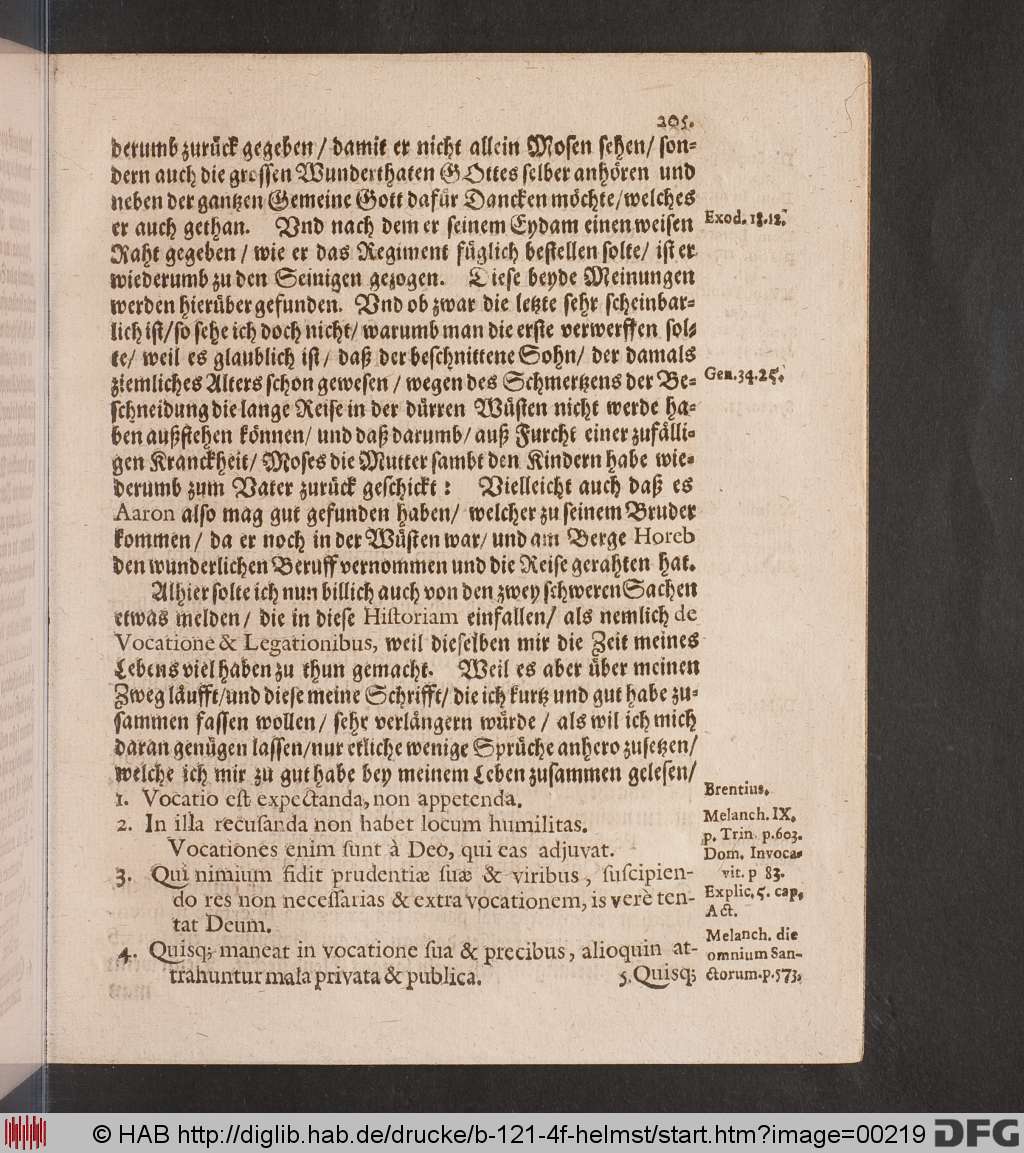 205.
derumb zurück gegeben / damit er nicht allein Mosen sehen / son-
dern auch die grossen Wunderthaten GOttes selber anhören und
neben der gantzen Gemeine Gott dafür Dancken möchte / welches
er auch gethan. Vnd nach dem er seinem Eydam einen weisen
Exod. 18.12.
Raht gegeben / wie er das Regiment füglich bestellen solte / ist er
wiederumb zu den Seinigen gezogen. Diese beyde Meinungen
werden hierüber gefunden. Vnd ob zwar die letzte sehr scheinbar-
lich ist / so sehe ich doch nicht / warumb man die erste verwerffen sol-
te / weil es glaublich ist / daß der beschnittene Sohn / der damals
ziemliches Alters schon gewesen / wegen des Schmertzens der Be-
Gen. 34.25.
schneidung die lange Reise in der dürren Wüsten nicht werde ha-
ben außstehen können / und daß darumb / auß Furcht einer zufälli-
gen Kranckheit / Moses die Mutter sambt den Kindern habe wie-
derumb zum Vater zurück geschickt: Vielleicht auch daß es
Aaron also mag gut gefunden haben / welcher zu seinem Bruder
kommen / da er noch in der Wüsten war / und am Berge Horeb
den wunderlichen Beruff vernommen und die Reise gerahten hat.
Alhier solte ich nun billich auch von den zwey schweren Sachen
etwas melden / die in diese Historiam einfallen / als nemlich de
Vocatione & Legationibus, weil dieselben mir die Zeit meines
Lebens viel haben zu thun gemacht. Weil es aber über meinen
Zweg läufft / und diese meine Schrifft / die ich kurtz und gut habe zu-
sammen fassen wollen / sehr verlängern würde / als wil ich mich
daran genügen lassen / nur etliche wenige Sprüche anhero zusetzen /
welche ich mir zu gut habe bey meinem Leben zusammen gelesen /
1. Vocatio est expectanda, non appetenda.
Brentius.
2. In illa recusanda non habet locum humilitas.
Vocationes enim sunt à Deo, qui eas adjuvat.
Melanch. IX.
p. Trin. p. 603.
Dom. Invoca-
vit. p 83.
3. Qui nimium fidit prudentiæ suæ & viribus, suscipien-
do res non necessarias & extra vocationem, is verè ten-
tat Deum.
Explic. 5. cap.
Act.
4. Quisq; maneat in vocatione sua & precibus, alioquin at-
trahuntur mala privata & publica.
Melanch. die
omnium San-
ctorum. p. 573.
5. Quisq;
© HAB http://diglib.hab.de/drucke/b-121-4f-helmst/start.htm?image=00219
DFG